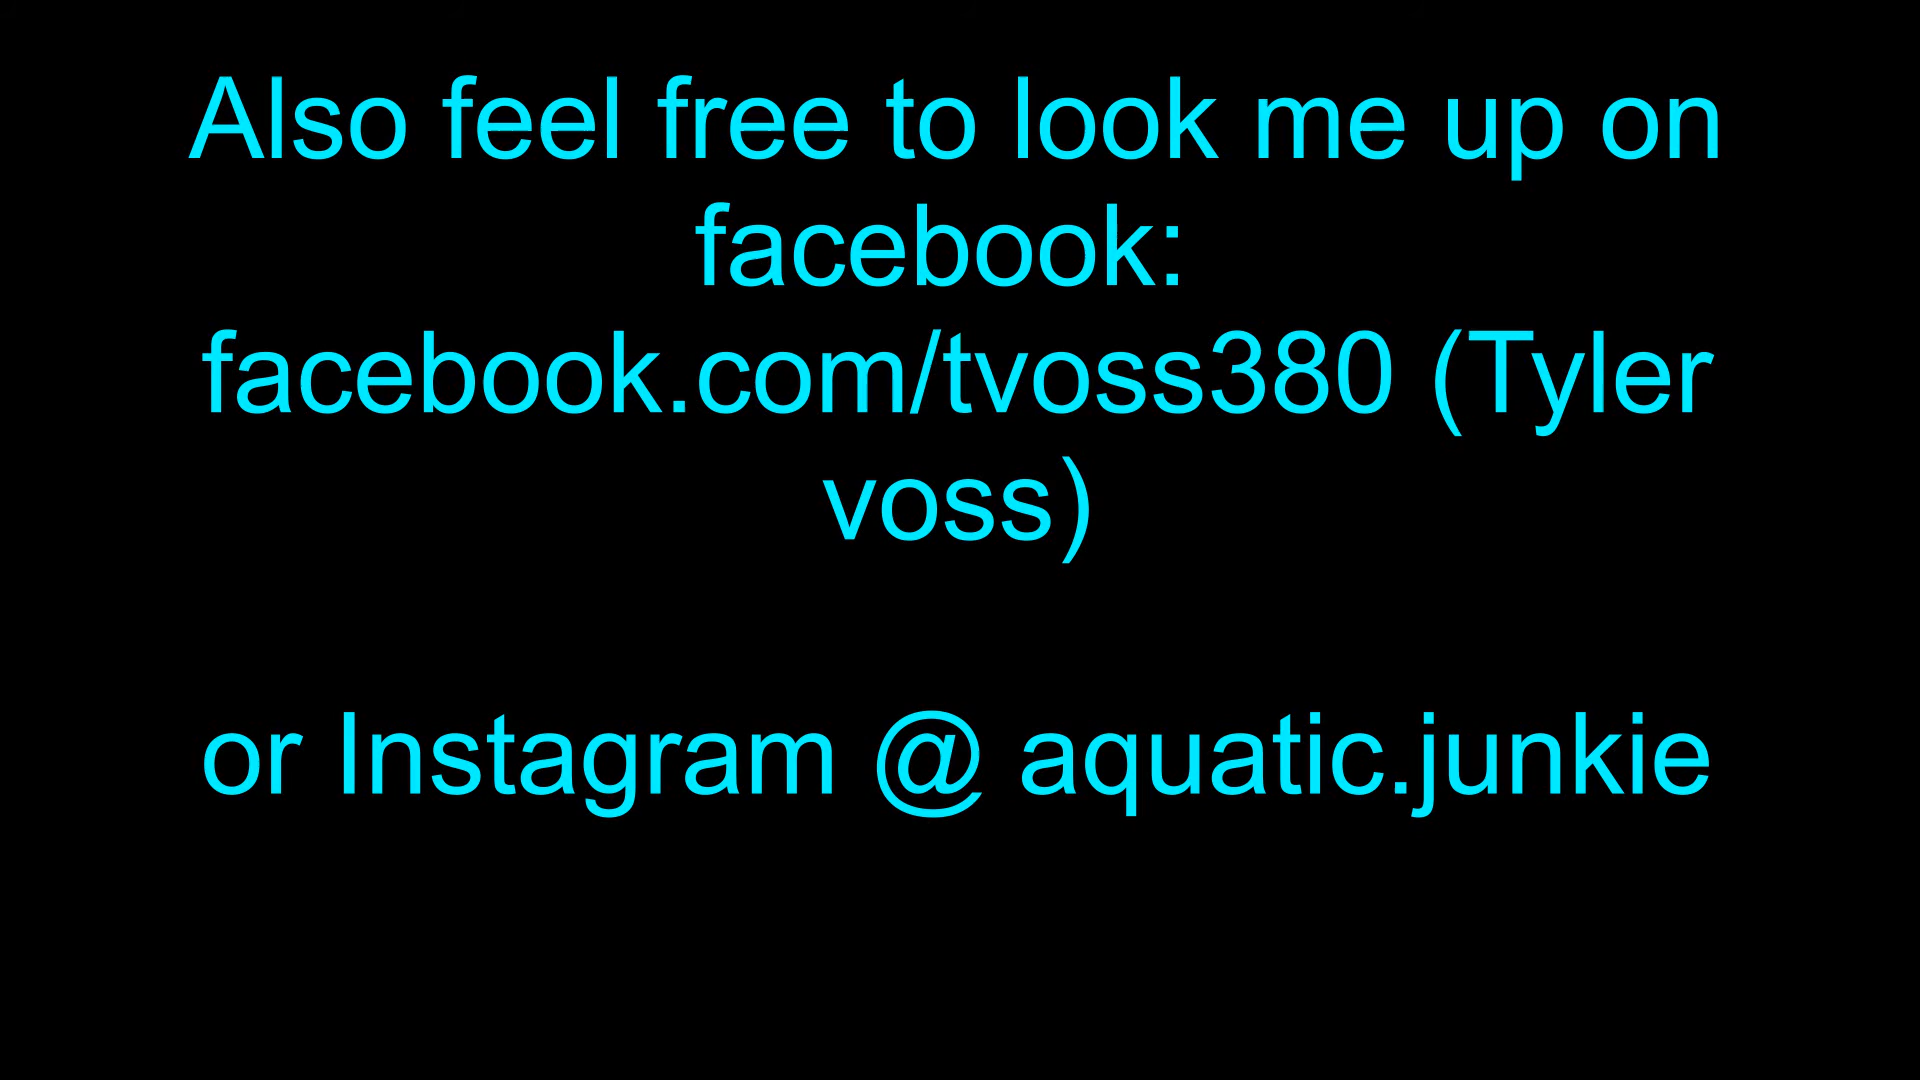 Also feel free to look me up on
facebook:
facebook.com/tvoss380 (Tyler
voss)
or Instagram @ aquatic.junkie